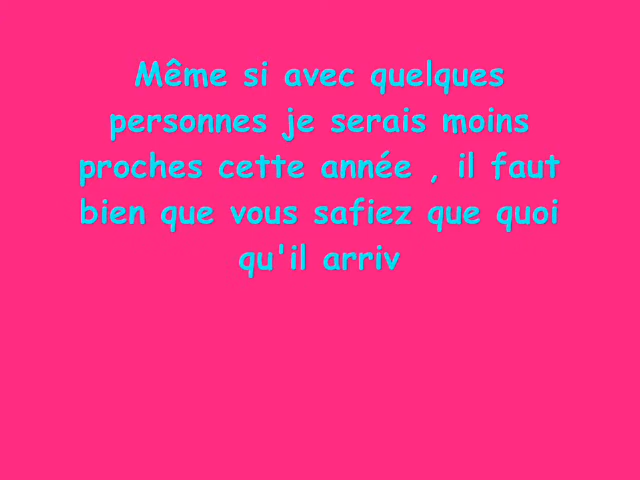 Même si avec quelques
personnes je serais moins
proches cette année , il faut
bien que vous safiez que quoi
qu'il arriv